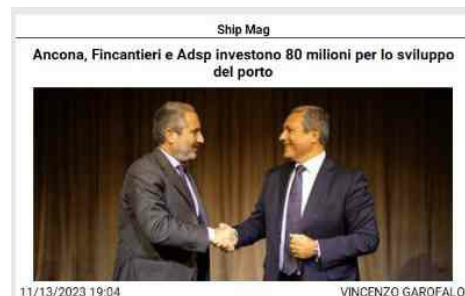 Ship Mag
Ancona, Fincantieri e Adsp investono 80 milioni per lo sviluppo
del porto
11/13/2023 19:04
VINCENZO GAROFALO